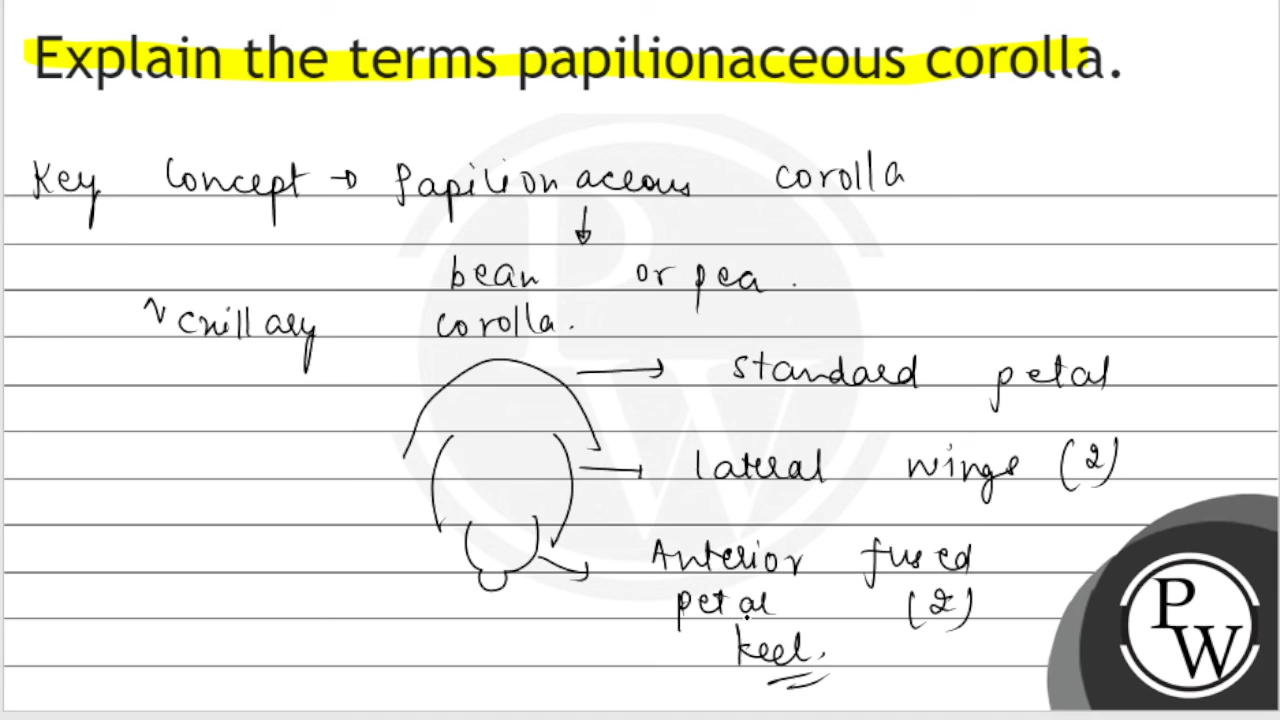 Explain the terms papilionaceous corolla.
Key Concept → Papilionaceous corolla
bean or pea.
vexillary corolla.
standard petal
lateral wings (2)
Anterior fused
petal (2)
keel.
P
W